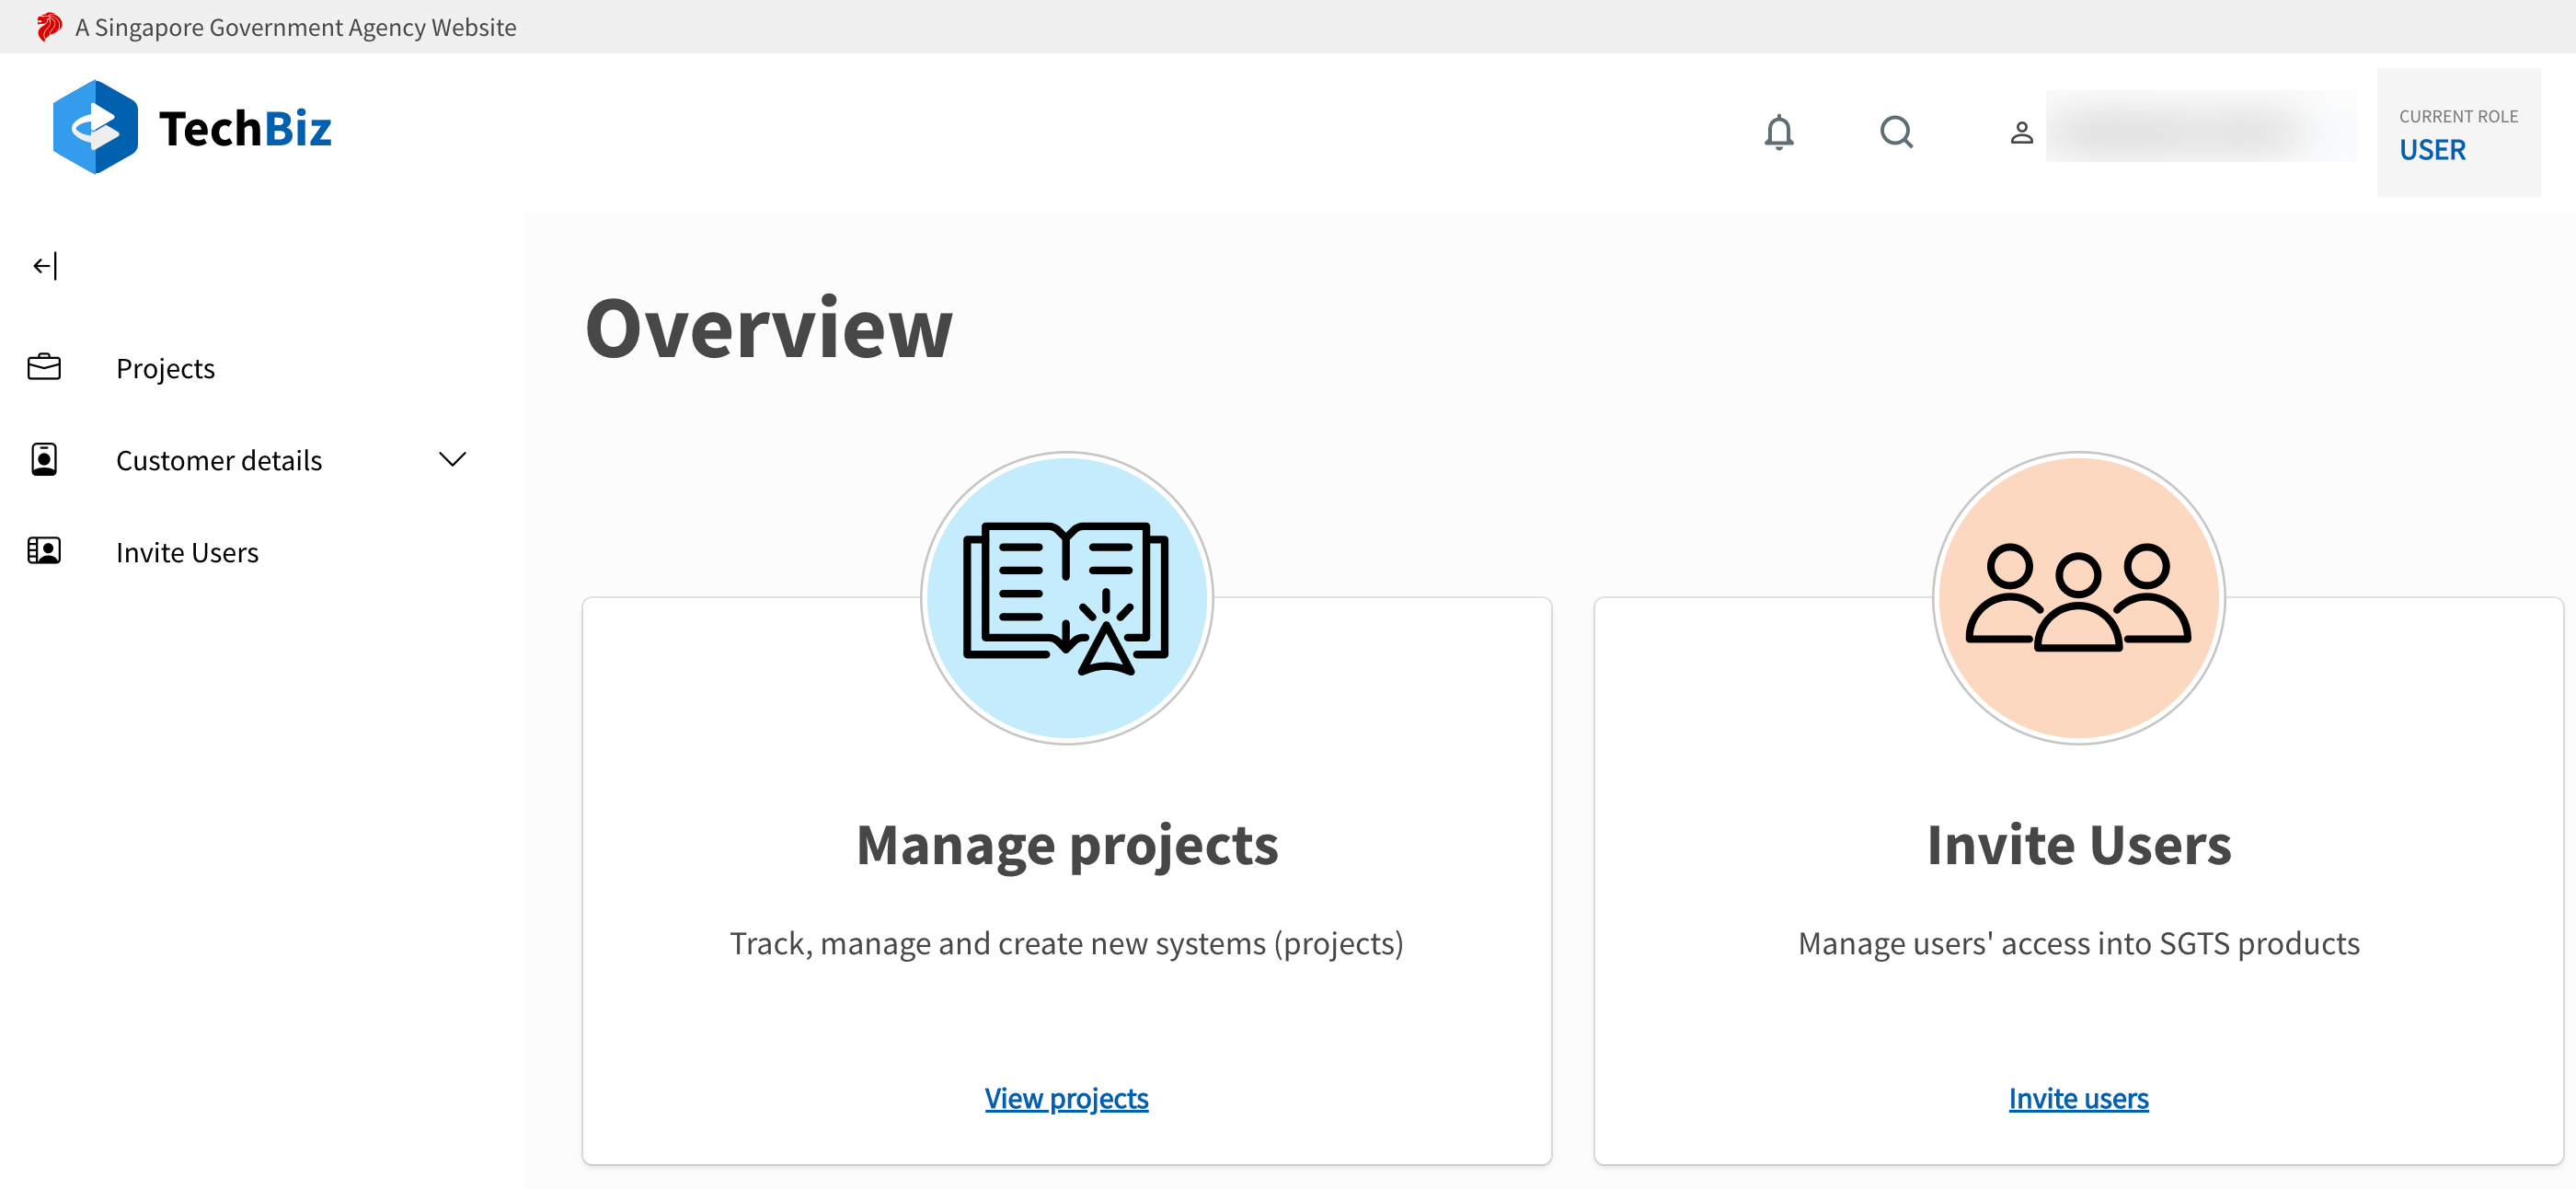 A Singapore Government Agency Website
TechBiz
CURRENT ROLE
USER
Projects
Customer details
Invite Users
Overview
Manage projects
Track, manage and create new systems (projects)
View projects
Invite Users
Manage users' access into SGTS products
Invite users